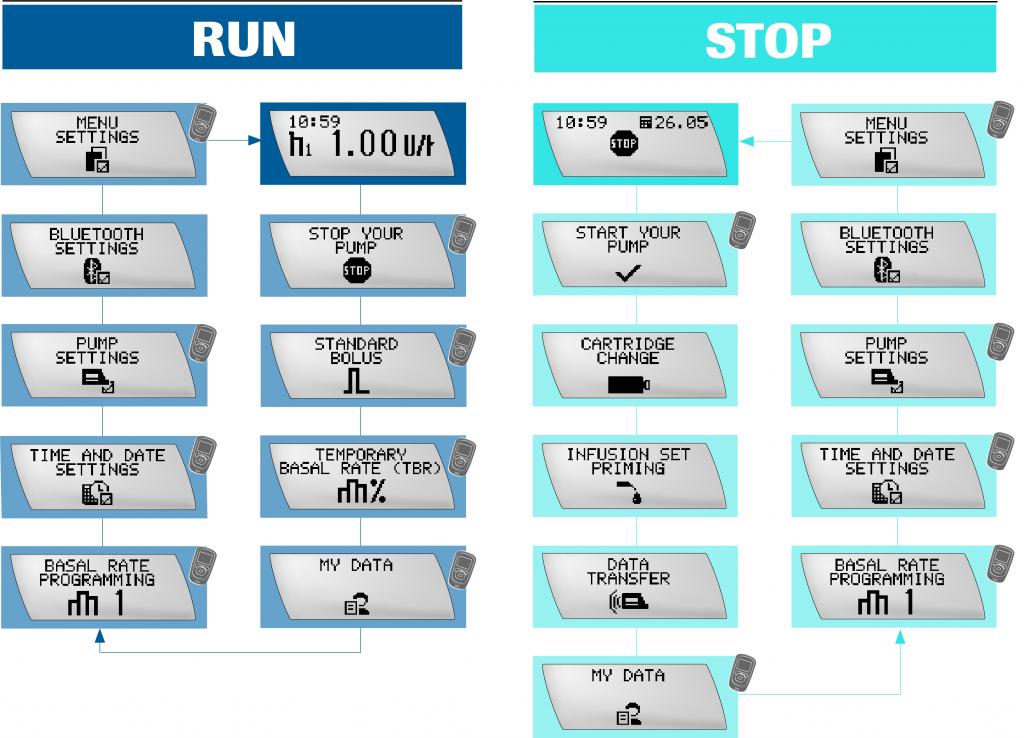 RUN
MENU
SETTINGS
10:59
h1 1.00 U/h
BLUETOOTH
SETTINGS
STOP YOUR
PUMP
STOP
PUMP
SETTINGS
STANDARD
BOLUS
TIME AND DATE
SETTINGS
TEMPORARY
BASAL RATE (TBR)
%
BASAL RATE
PROGRAMMING
1
MY DATA
STOP
10:59 26.05
STOP
MENU
SETTINGS
START YOUR
PUMP
BLUETOOTH
SETTINGS
CARTRIDGE
CHANGE
PUMP
SETTINGS
INFUSION SET
PRIMING
TIME AND DATE
SETTINGS
DATA
TRANSFER
BASAL RATE
PROGRAMMING
1
MY DATA